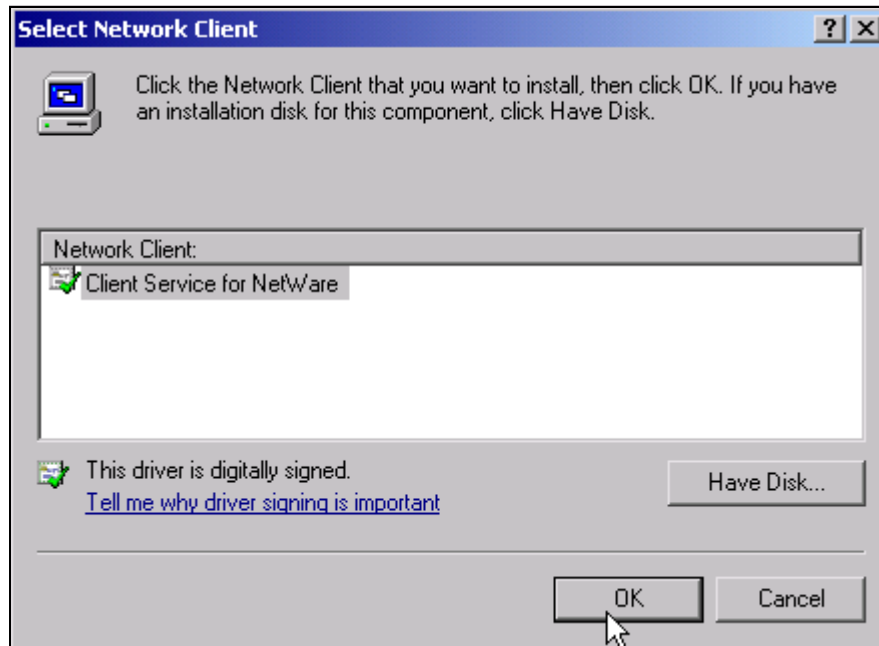 Select Network Client
Click the Network Client that you want to install, then click OK. If you have
an installation disk for this component, click Have Disk.
Network Client:
Client Service for NetWare
This driver is digitally signed.
Tell me why driver signing is important
Have Disk...
OK
Cancel